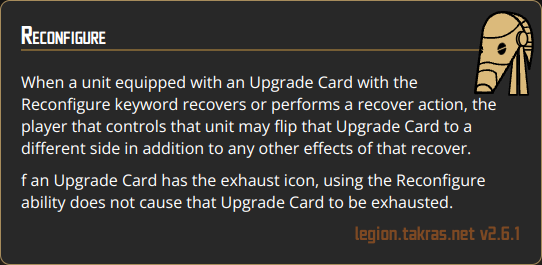 Reconfigure
When a unit equipped with an Upgrade Card with the
Reconfigure keyword recovers or performs a recover action, the
player that controls that unit may flip that Upgrade Card to a
different side in addition to any other effects of that recover.
f an Upgrade Card has the exhaust icon, using the Reconfigure
ability does not cause that Upgrade Card to be exhausted.
legion.takras.net v2.6.1